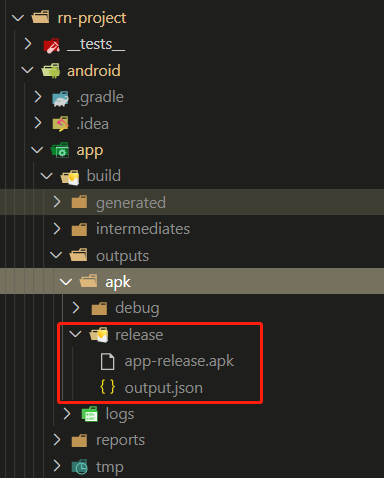 rn-project
__tests__
android
.gradle
.idea
app
build
generated
intermediates
outputs
apk
debug
release
app-release.apk
output.json
logs
reports
tmp